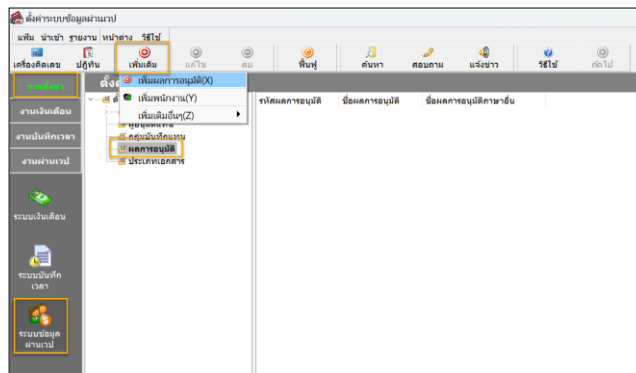 ตั้งค่าระบบข้อมูลผ่านเวป
แฟ้ม นำเข้า รายงาน หน้าต่าง วิธีใช้
เครื่องคิดเลข ปฏิทิน เพิ่มเติม แก้ไข ลบ ฟื้นฟู ค้นหา สอบถาม แจ้งข่าว วิธีใช้ ถัดไป
การตั้งค่า
เพิ่มผลการอนุมัติ(X)
เพิ่มพนักงาน(Y)
เพิ่มเติมอื่นๆ(Z)
รหัสผลการอนุมัติ ชื่อผลการอนุมัติ ชื่อผลการอนุมัติภาษาอื่น
งานเงินเดือน
งานบันทึกเวลา
งานผ่านเวป
กลุ่มบันทึกแทน
ผลการอนุมัติ
ประเภทเอกสาร
ระบบเงินเดือน
ระบบบันทึก
เวลา
ระบบข้อมูล
ผ่านเวป